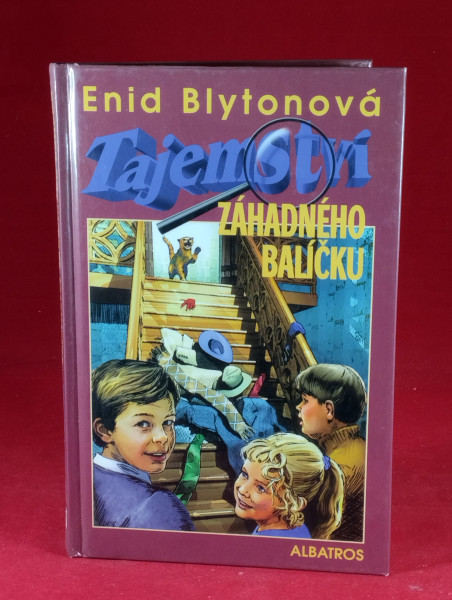 Enid Blytonová
Tajemství
ZÁHADNÉHO
BALÍČKU
ALBATROS